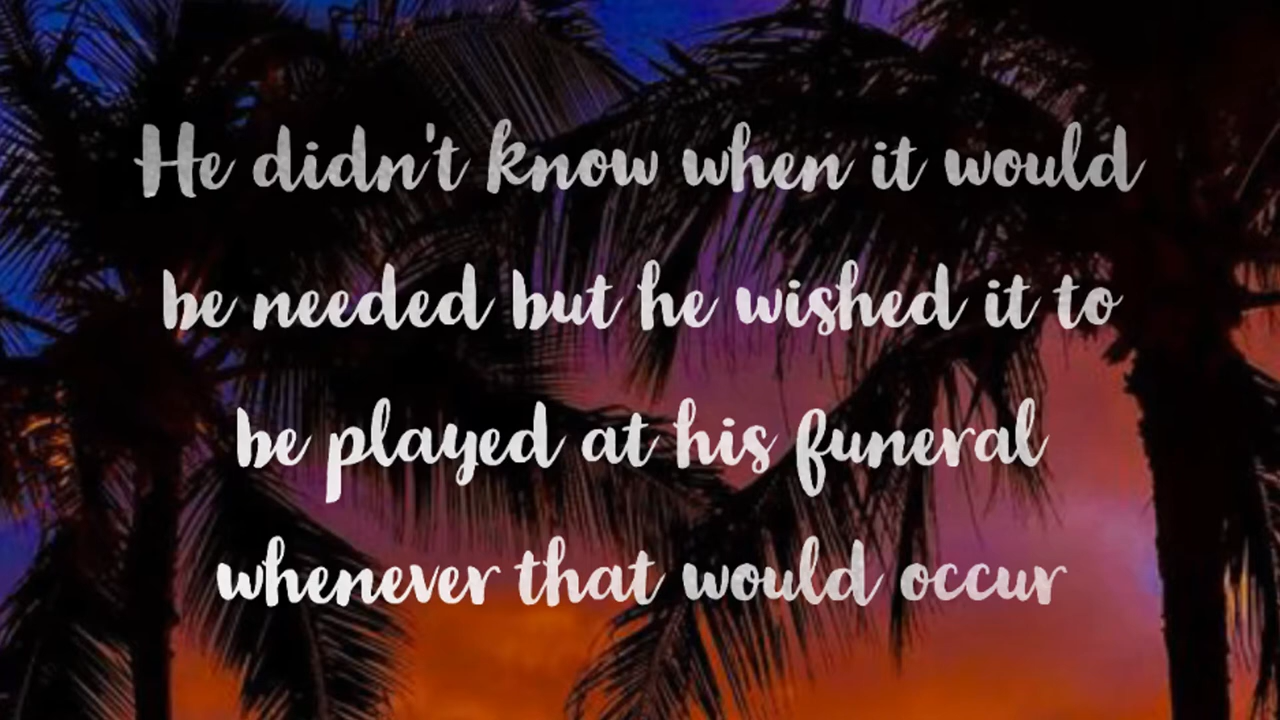 He didn't know when it would
be needed but he wished it to
be played at his funeral
whenever that would occur